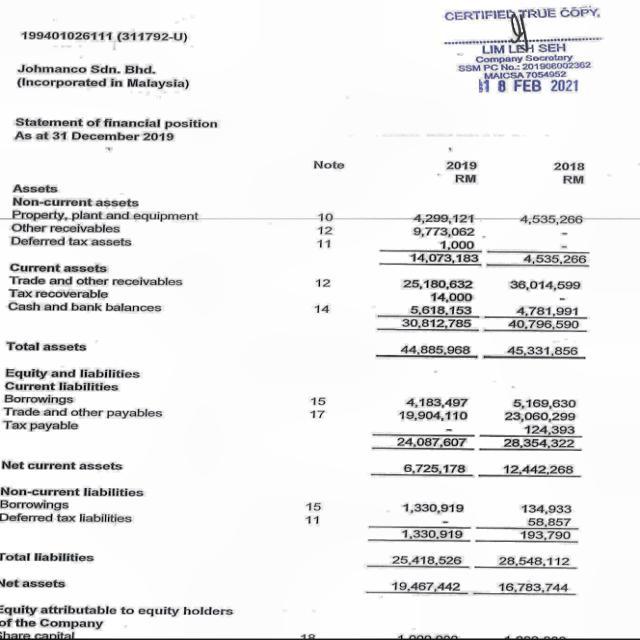 CERTIFIED TRUE COPY,
LIM LEH SEH
Company Secretary
SSM PC No.: 201908002362
MAICSA 7054952
18 FEB 2021
199401026111 (311792-U)
Johmanco Sdn. Bhd.
(Incorporated in Malaysia)
Statement of financial position
As at 31 December 2019
Note 2019 2018
RM RM
Assets
Non-current assets
Property, plant and equipment 10 4,299,121 4,535,266
Other receivables 12 9,773,062 -
Deferred tax assets 11 1,000 -
14,073,183 4,535,266
Current assets
Trade and other receivables 12 25,180,632 36,014,599
Tax recoverable 14,000 -
Cash and bank balances 14 5,618,153 4,781,991
30,812,785 40,796,590
Total assets 44,885,968 45,331,856
Equity and liabilities
Current liabilities
Borrowings 15 4,183,497 5,169,630
Trade and other payables 17 19,904,110 23,060,299
Tax payable - 124,393
24,087,607 28,354,322
Net current assets 6,725,178 12,442,268
Non-current liabilities
Borrowings 15 1,330,919 134,933
Deferred tax liabilities 11 - 58,857
1,330,919 193,790
Total liabilities 25,418,526 28,548,112
Net assets 19,467,442 16,783,744
Equity attributable to equity holders
of the Company
Share capital 18